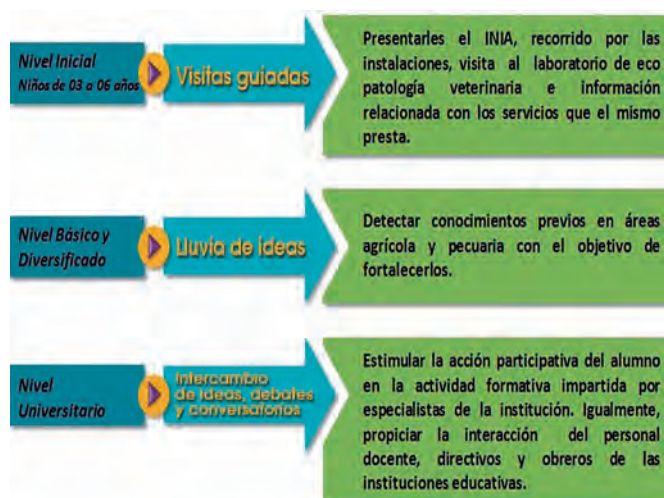 Nivel Inicial
Niños de 03 a 06 años
Visitas guiadas
Presentarles el INIA, recorrido por las
instalaciones, visita al laboratorio de eco
patología veterinaria e información
relacionada con los servicios que el mismo
presta.
Nivel Básico y
Diversificado
Lluvia de ideas
Detectar conocimientos previos en áreas
agrícola y pecuaria con el objetivo de
fortalecerlos.
Nivel
Universitario
Intercambio
de ideas, debates
y conversatorios
Estimular la acción participativa del alumno
en la actividad formativa impartida por
especialistas de la institución. Igualmente,
propiciar la interacción del personal
docente, directivos y obreros de las
instituciones educativas.